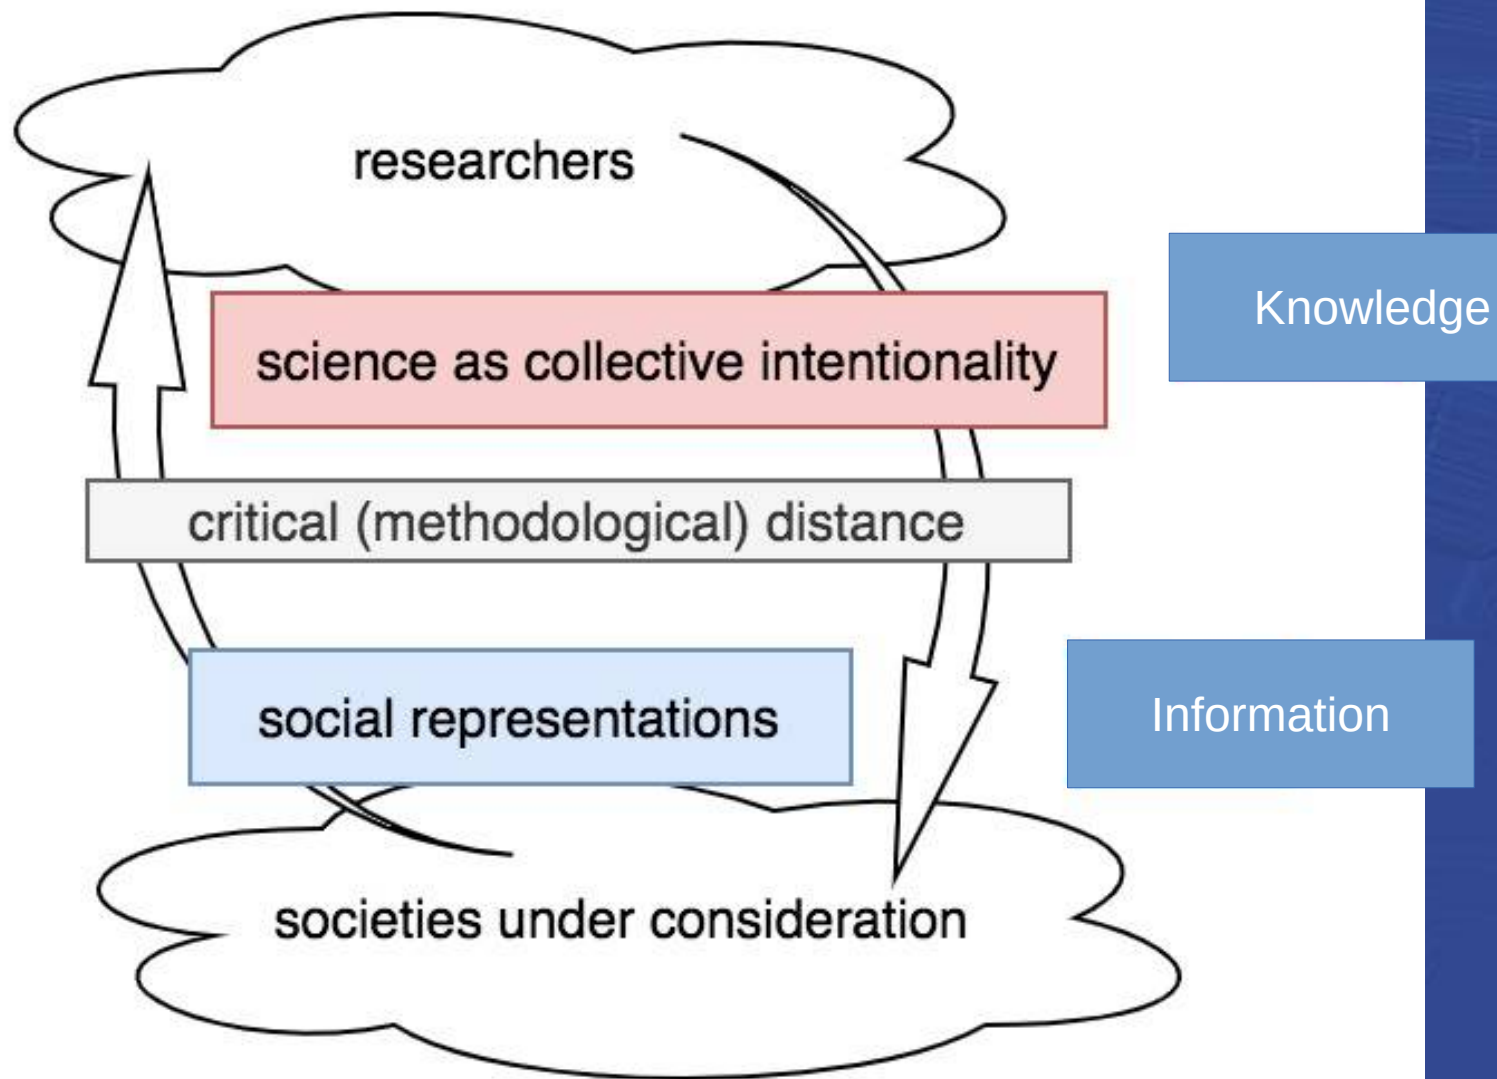 researchers
Knowledge
science as collective intentionality
critical (methodological) distance
social representations
Information
societies under consideration